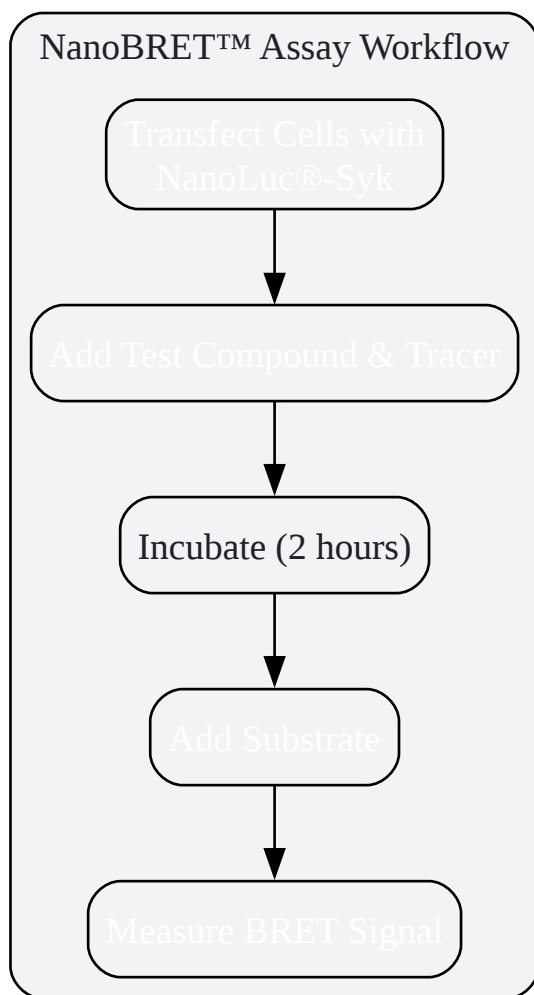 NanoBRET™ Assay Workflow
Transfect Cells with
NanoLuc®-Syk
Add Test Compound & Tracer
Incubate (2 hours)
Add Substrate
Measure BRET Signal